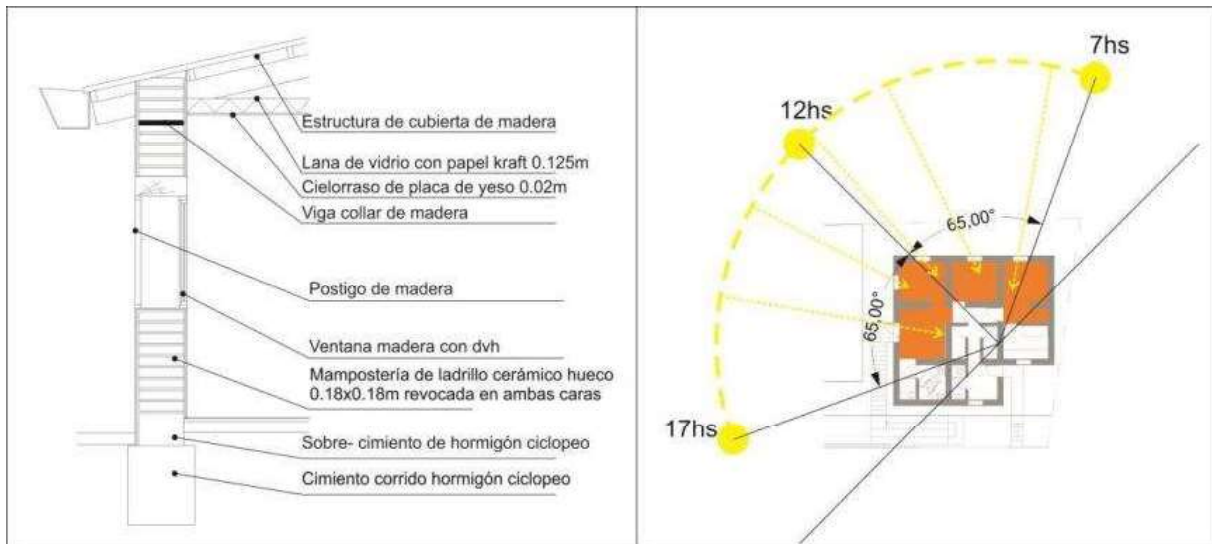 Estructura de cubierta de madera
Lana de vidrio con papel kraft 0.125m
Cielorraso de placa de yeso 0.02m
Viga collar de madera
Postigo de madera
Ventana madera con dvh
Mampostería de ladrillo cerámico hueco
0.18x0.18m revocada en ambas caras
Sobre- cimiento de hormigón ciclopeo
Cimiento corrido hormigón ciclopeo
7hs
12hs
65,00°
65,00°
17hs